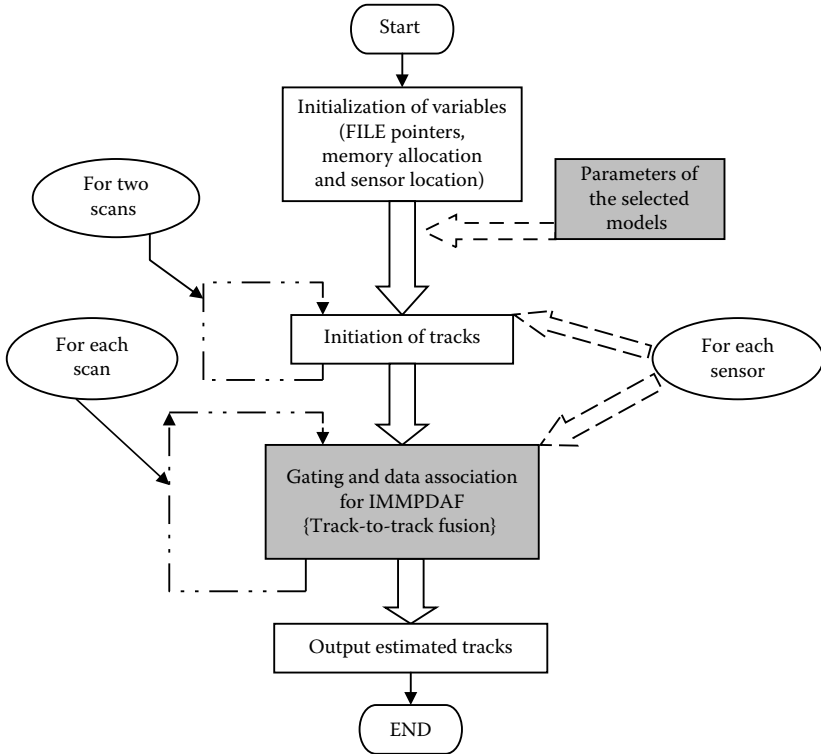 Start
Initialization of variables
(FILE pointers,
memory allocation
and sensor location)
Parameters of
the selected
models
For two
scans
Initiation of tracks
For each
scan
For each
sensor
Gating and data association
for IMMPDAF
{Track-to-track fusion}
Output estimated tracks
END